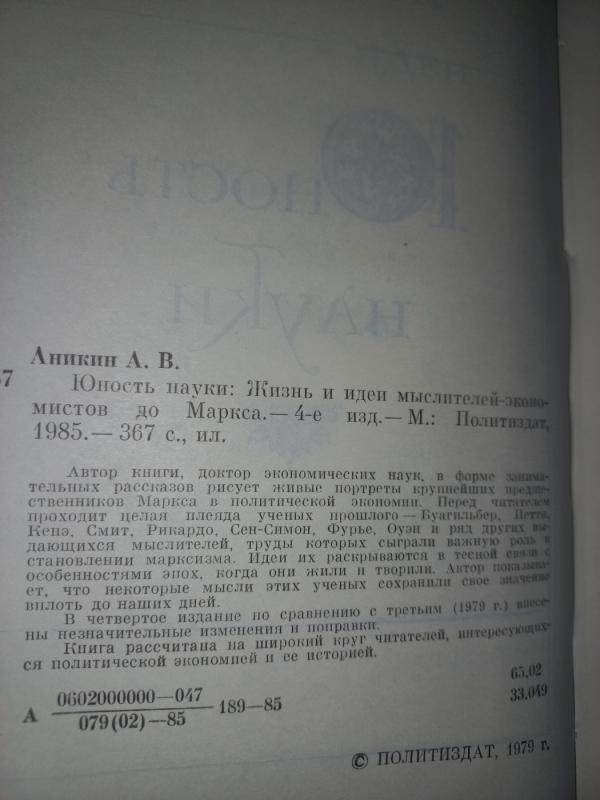 Юность
науки
67
Аникин А. В.
Юность науки: Жизнь и идеи мыслителей-эконо-
мистов до Маркса.— 4-е изд.— М.: Политиздат,
1985.— 367 с., ил.
Автор книги, доктор экономических наук, в форме занима-
тельных рассказов рисует живые портреты крупнейших предше-
ственников Маркса в политической экономии. Перед читателем
проходит целая плеяда ученых прошлого — Буагильбер, Петти,
Кенэ, Смит, Рикардо, Сен-Симон, Фурье, Оуэн и ряд других вы-
дающихся мыслителей, труды которых сыграли важную роль в
становлении марксизма. Идеи их раскрываются в тесной связи с
особенностями эпох, когда они жили и творили. Автор показыва-
ет, что некоторые мысли этих ученых сохранили свое значение
вплоть до наших дней.
В четвертое издание по сравнению с третьим (1979 г.) внесе-
ны незначительные изменения и поправки.
Книга рассчитана на широкий круг читателей, интересующих-
ся политической экономией и ее историей.
А 0602000000—047
079(02)—85 189—85
65.02
33.049
© ПОЛИТИЗДАТ, 1979 г.